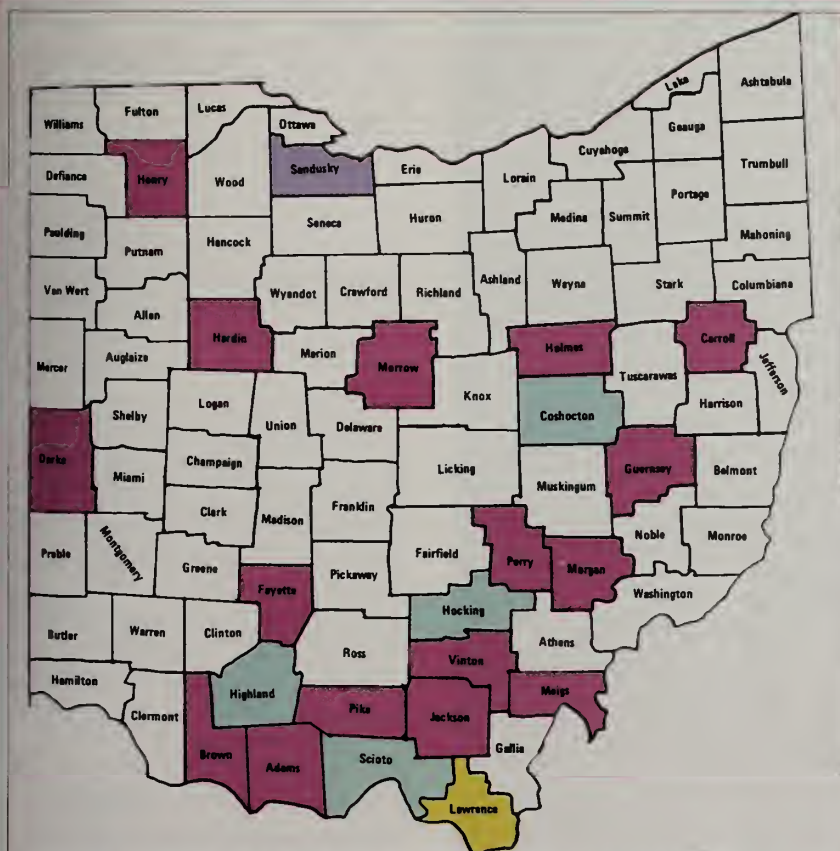 Lake
Ashtabula
Fulton
Lucas
Williams
Ottawa
Geauga
Cuyahoga
Henry
Sandusky
Erie
Lorain
Trumbull
Defiance
Wood
Portage
Medina
Summit
Seneca
Huron
Paulding
Hancock
Putnam
Mahoning
Ashland
Wayne
Stark
Columbiana
Van Wert
Wyandot
Crawford
Richland
Allen
Hardin
Marion
Morrow
Holmes
Carroll
Jefferson
Auglaize
Mercer
Tuscarawas
Knox
Logan
Harrison
Shelby
Union
Delaware
Coshocton
Darke
Champaign
Licking
Guernsey
Belmont
Miami
Muskingum
Clark
Madison
Franklin
Noble
Monroe
Preble
Montgomery
Fairfield
Perry
Morgan
Greene
Pickaway
Fayette
Washington
Hocking
Butler
Warren
Clinton
Athens
Ross
Vinton
Hamilton
Highland
Meigs
Clermont
Pike
Jackson
Gallia
Brown
Adams
Scioto
Lawrence